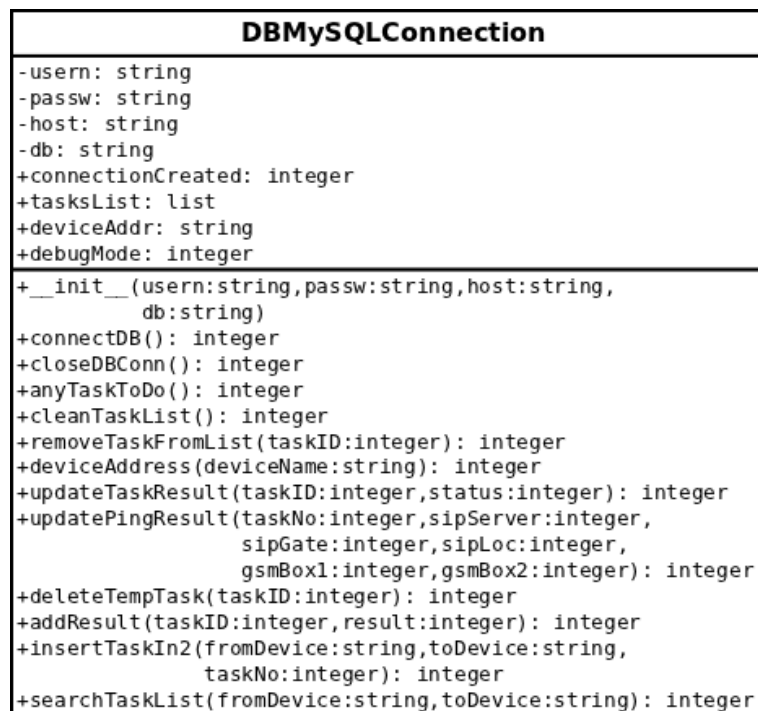 DBMySQLConnection
-usern: string
-passw: string
-host: string
-db: string
+connectionCreated: integer
+tasksList: list
+deviceAddr: string
+debugMode: integer
+__init__(usern:string,passw:string,host:string,
db:string)
+connectDB(): integer
+closeDBConn(): integer
+anyTaskToDo(): integer
+cleanTaskList(): integer
+removeTaskFromList(taskID:integer): integer
+deviceAddress(deviceName:string): integer
+updateTaskResult(taskID:integer,status:integer): integer
+updatePingResult(taskNo:integer,sipServer:integer,
sipGate:integer,sipLoc:integer,
gsmBox1:integer,gsmBox2:integer): integer
+deleteTempTask(taskID:integer): integer
+addResult(taskID:integer,result:integer): integer
+insertTaskIn2(fromDevice:string,toDevice:string,
taskNo:integer): integer
+searchTaskList(fromDevice:string,toDevice:string): integer